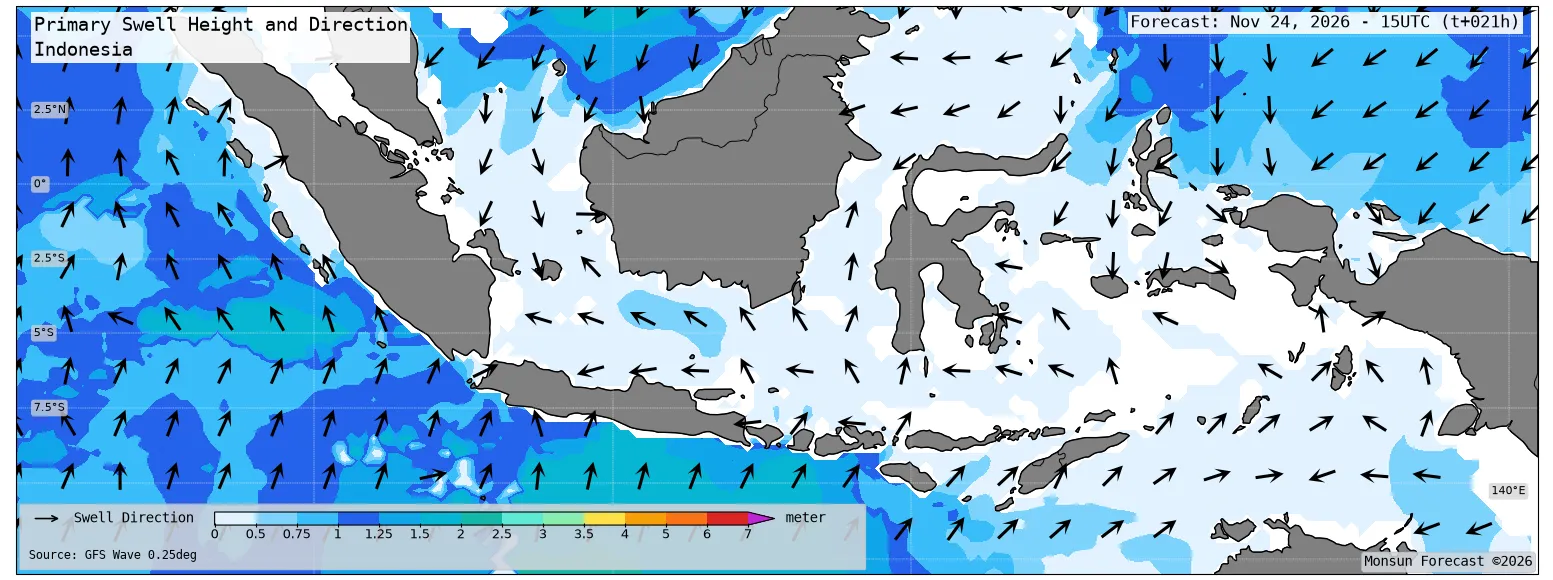 Primary Swell Height and Direction
Indonesia
Forecast: Nov 24, 2026 - 15UTC (t+021h)
2.5°N
0°
2.5°S
5°S
7.5°S
140°E
Swell Direction
0 0.5 0.75 1 1.25 1.5 2 2.5 3 3.5 4 5 6 7
meter
Source: GFS Wave 0.25deg
Monsun Forecast ©2026